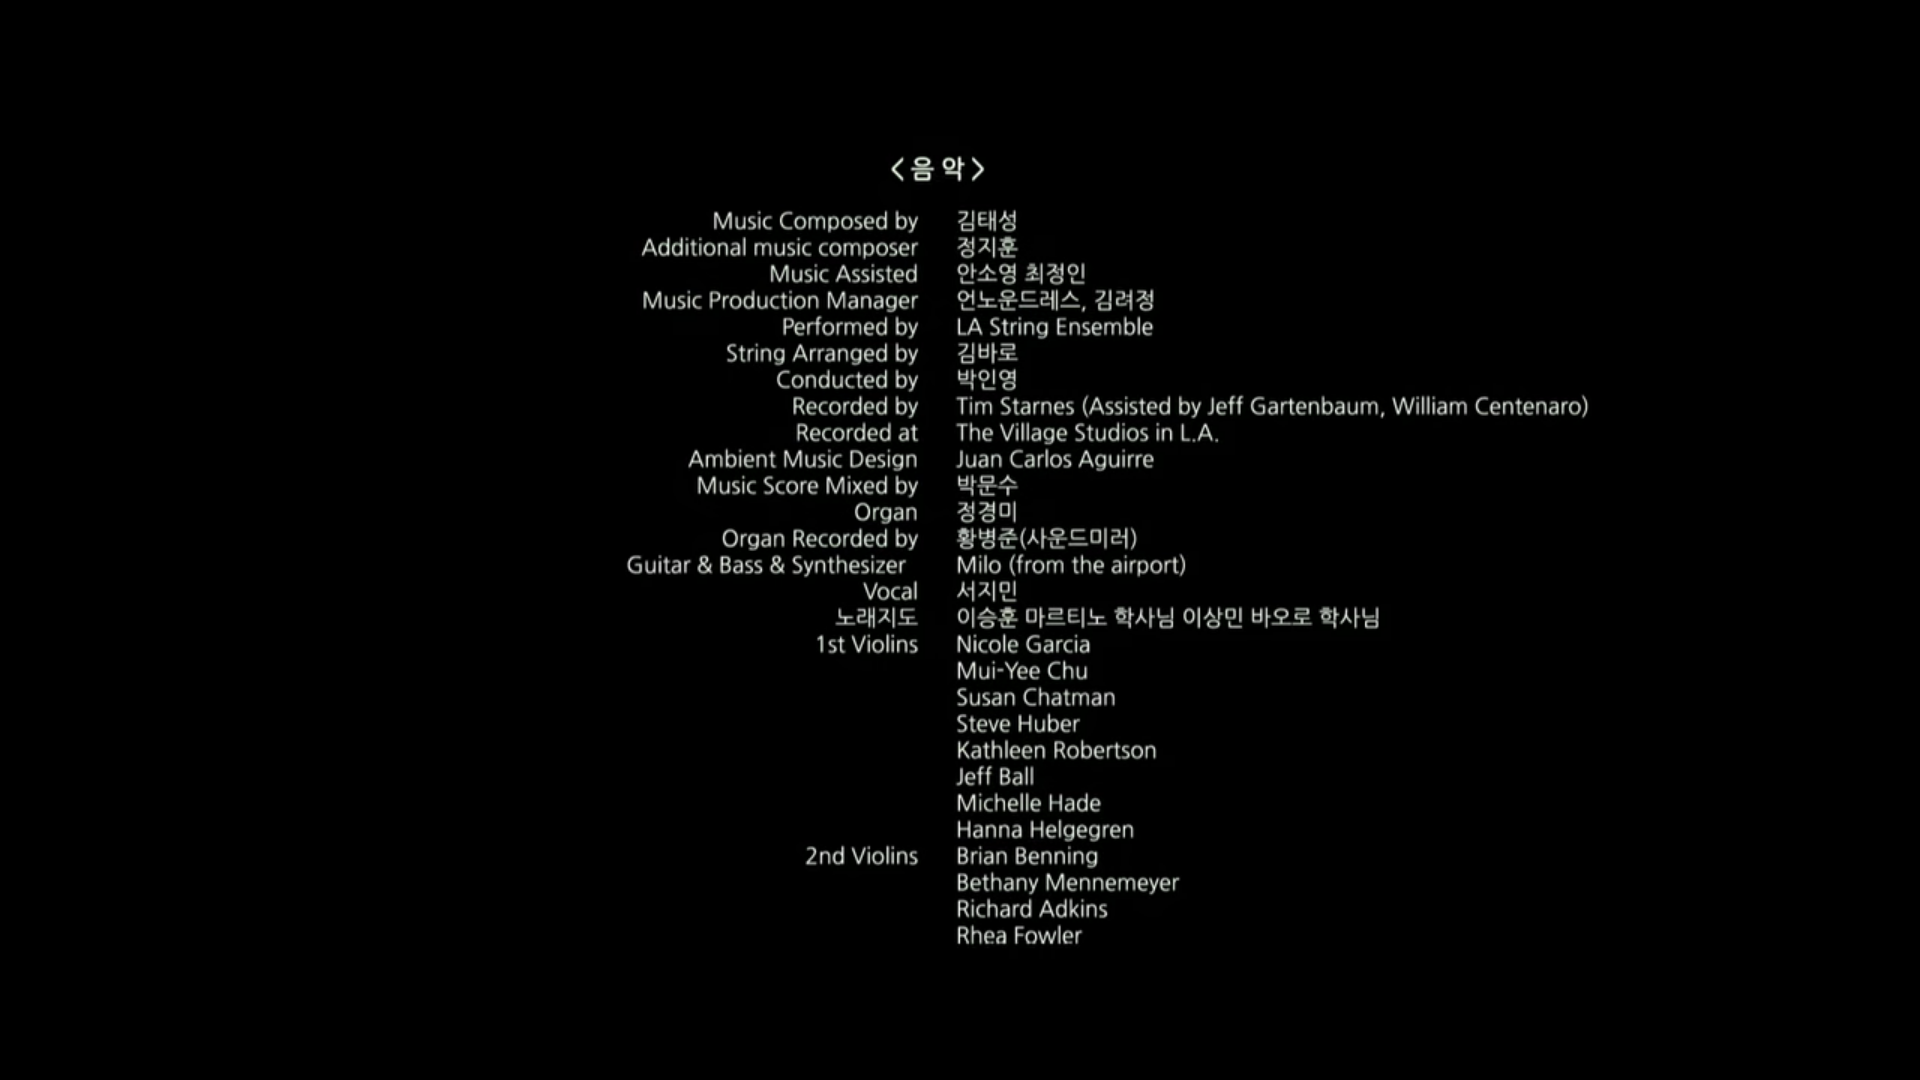 <음 악>
Music Composed by 김태성
Additional music composer 정지훈
Music Assisted 안소영 최정인
Music Production Manager 언노운드레스, 김려정
Performed by LA String Ensemble
String Arranged by 김바로
Conducted by 박인영
Recorded by Tim Starnes (Assisted by Jeff Gartenbaum, William Centenaro)
Recorded at The Village Studios in L.A.
Ambient Music Design Juan Carlos Aguirre
Music Score Mixed by 박문수
Organ 정경미
Organ Recorded by 황병준(사운드미러)
Guitar & Bass & Synthesizer Milo (from the airport)
Vocal 서지민
노래지도 이승훈 마르티노 학사님 이상민 바오로 학사님
1st Violins Nicole Garcia
Mui-Yee Chu
Susan Chatman
Steve Huber
Kathleen Robertson
Jeff Ball
Michelle Hade
Hanna Helgegren
2nd Violins Brian Benning
Bethany Mennemeyer
Richard Adkins
Rhea Fowler